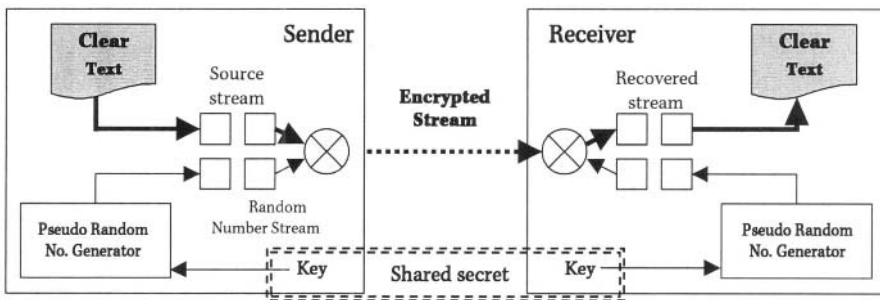 Sender
Clear
Text
Source
stream
Random
Number Stream
Pseudo Random
No. Generator
Key
Encrypted
Stream
Shared secret
Receiver
Clear
Text
Recovered
stream
Key
Pseudo Random
No. Generator